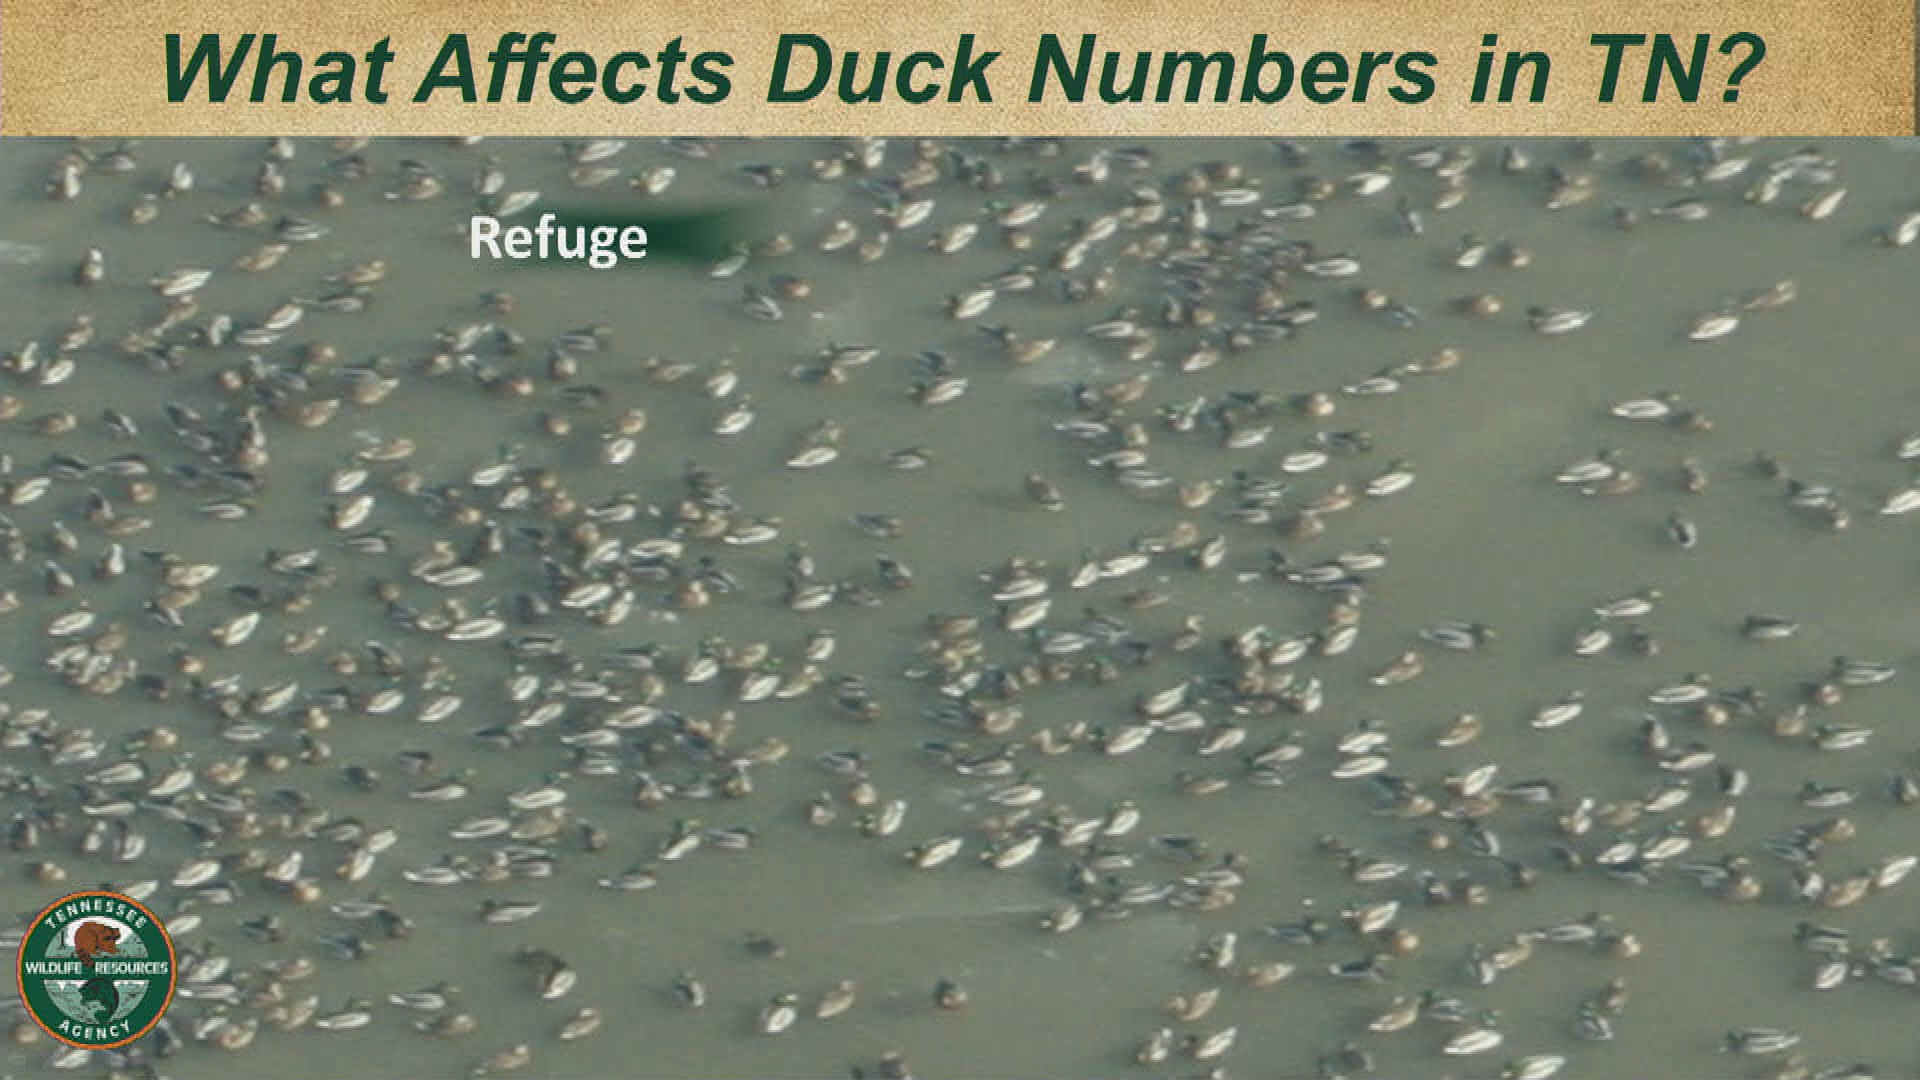 What Affects Duck Numbers in TN?
Refuge
TENNESSEE
WILDLIFE RESOURCES
AGENCY